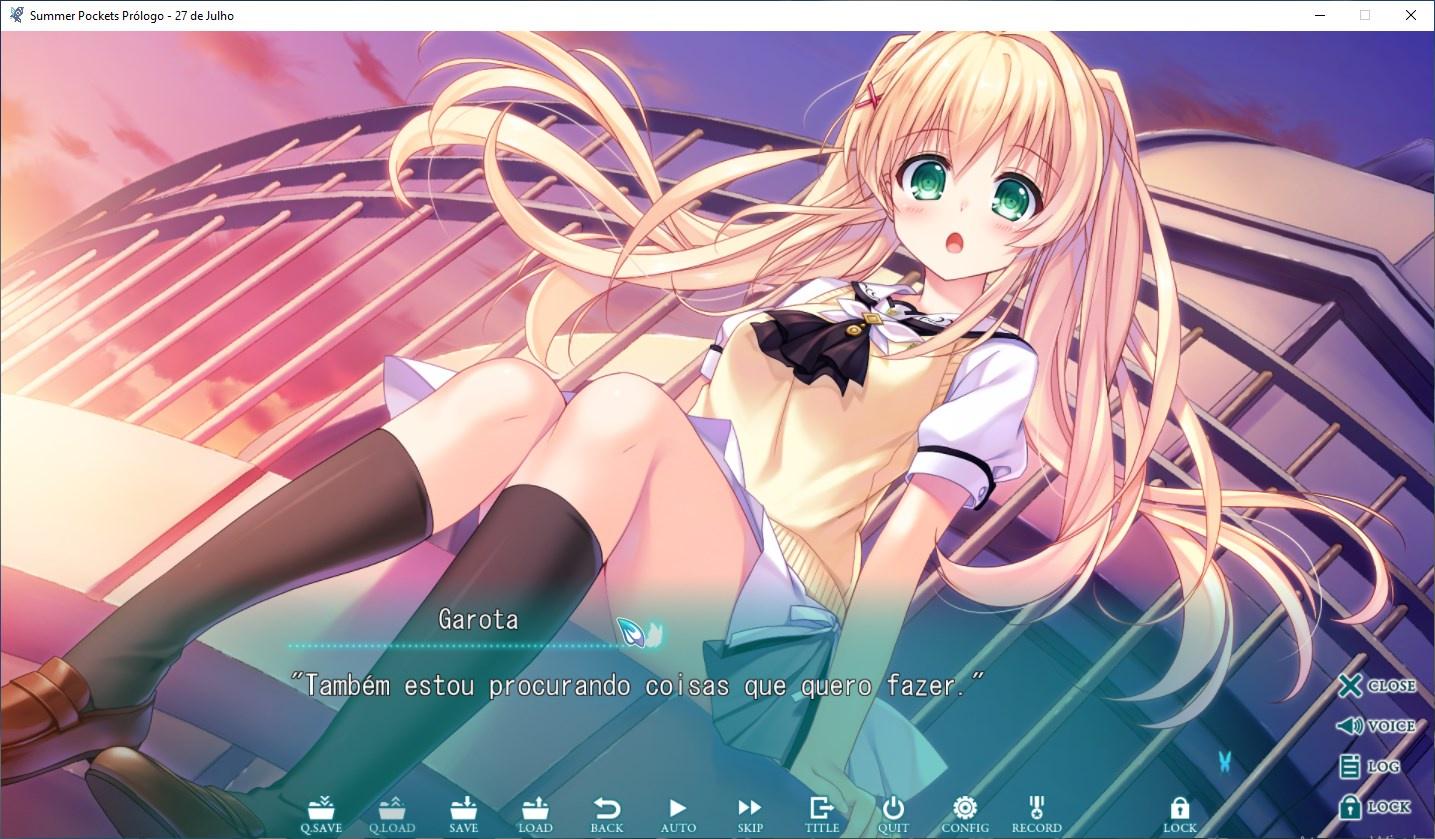 Summer Pockets Prólogo - 27 de Julho
Garota
"Também estou procurando coisas que quero fazer."
CLOSE
VOICE
LOG
LOCK
Q.SAVE
Q.LOAD
SAVE
LOAD
BACK
AUTO
SKIP
TITLE
QUIT
CONFIG
RECORD
LOCK